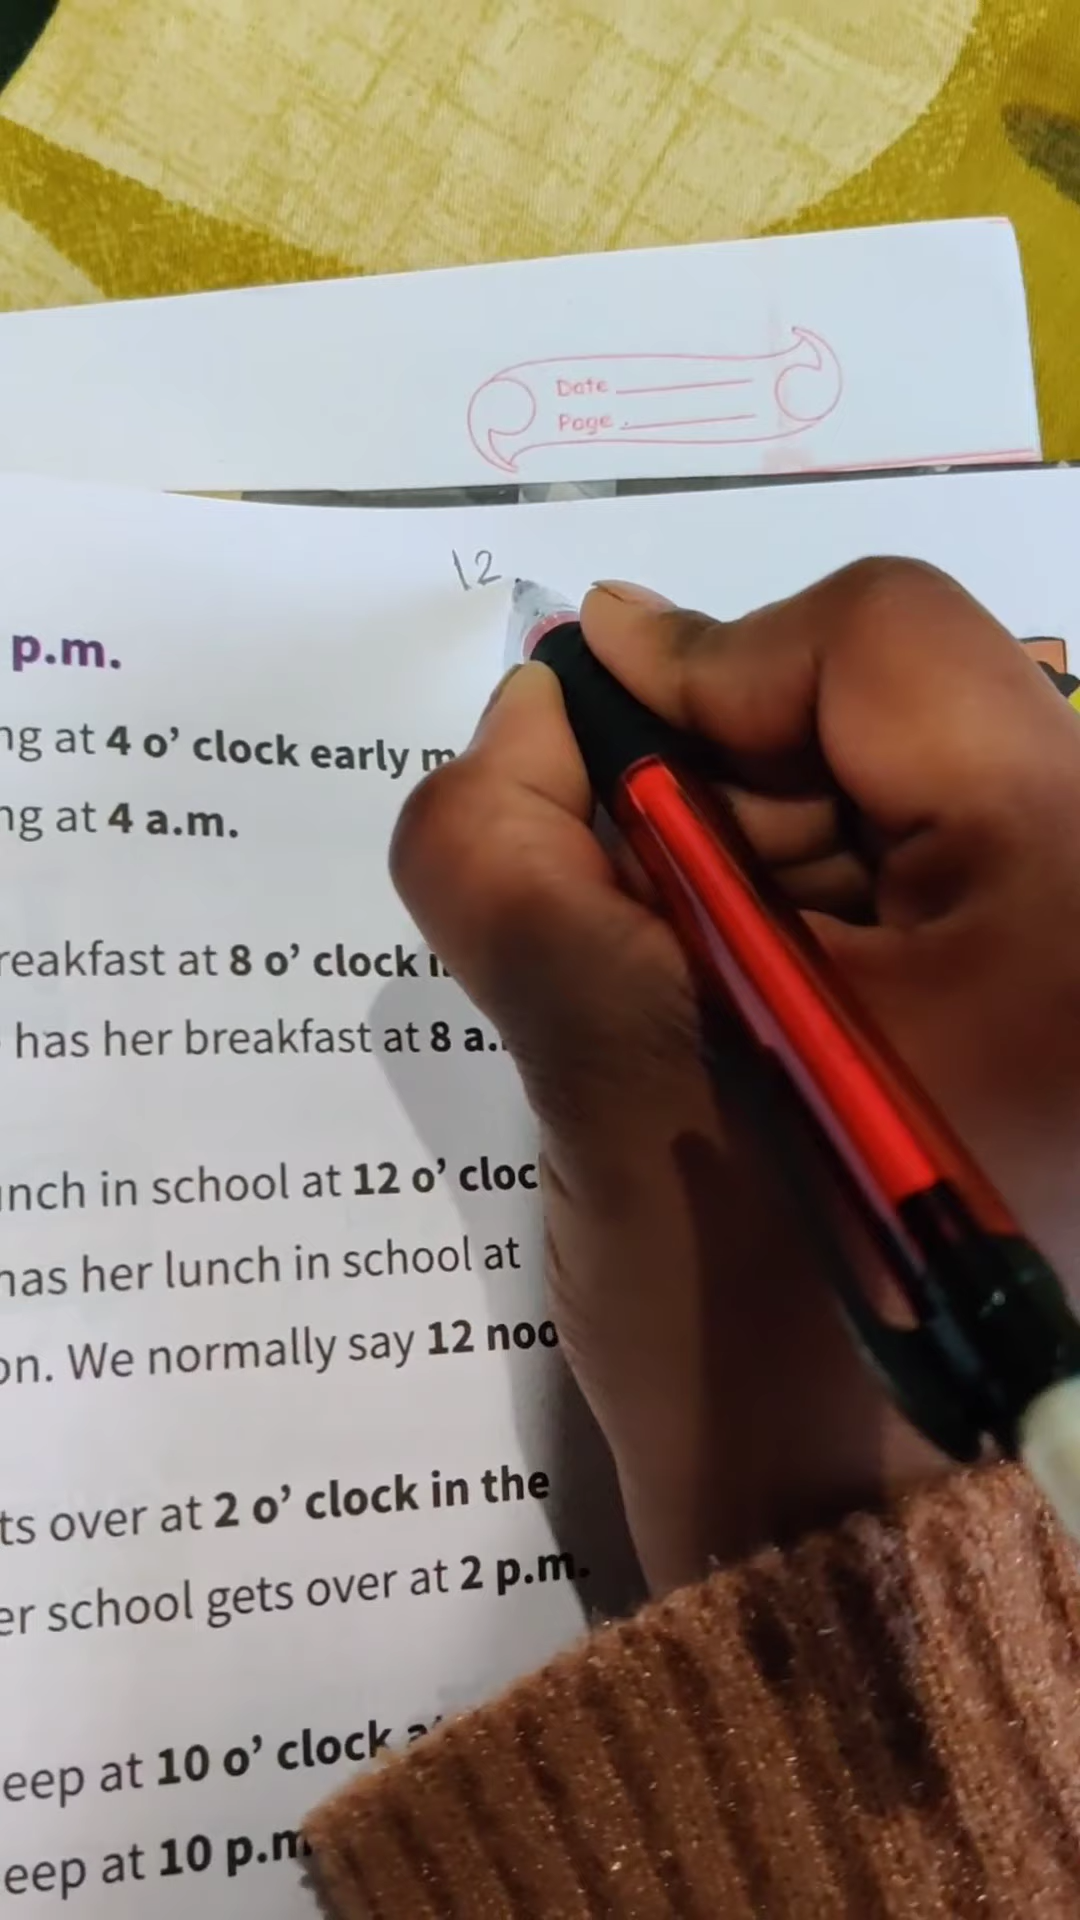 Date
Page
12
p.m.
ng at 4 o' clock early
ng at 4 a.m.
reakfast at 8 o' clock
has her breakfast at 8 a.
nch in school at 12 o' cloc
has her lunch in school at
on. We normally say 12 noo
ts over at 2 o' clock in the
er school gets over at 2 p.m.
eep at 10 o' clock
eep at 10 p.m